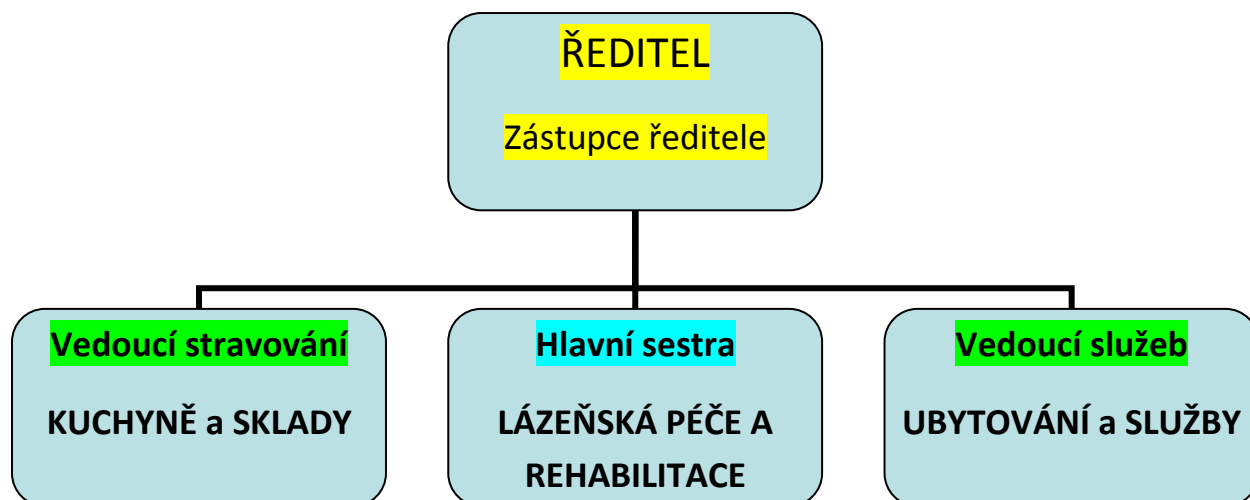 ŘEDITEL
Zástupce ředitele
Vedoucí stravování
KUCHYNĚ a SKLADY
Hlavní sestra
LÁZEŇSKÁ PÉČE A
REHABILITACE
Vedoucí služeb
UBYTOVÁNÍ a SLUŽBY